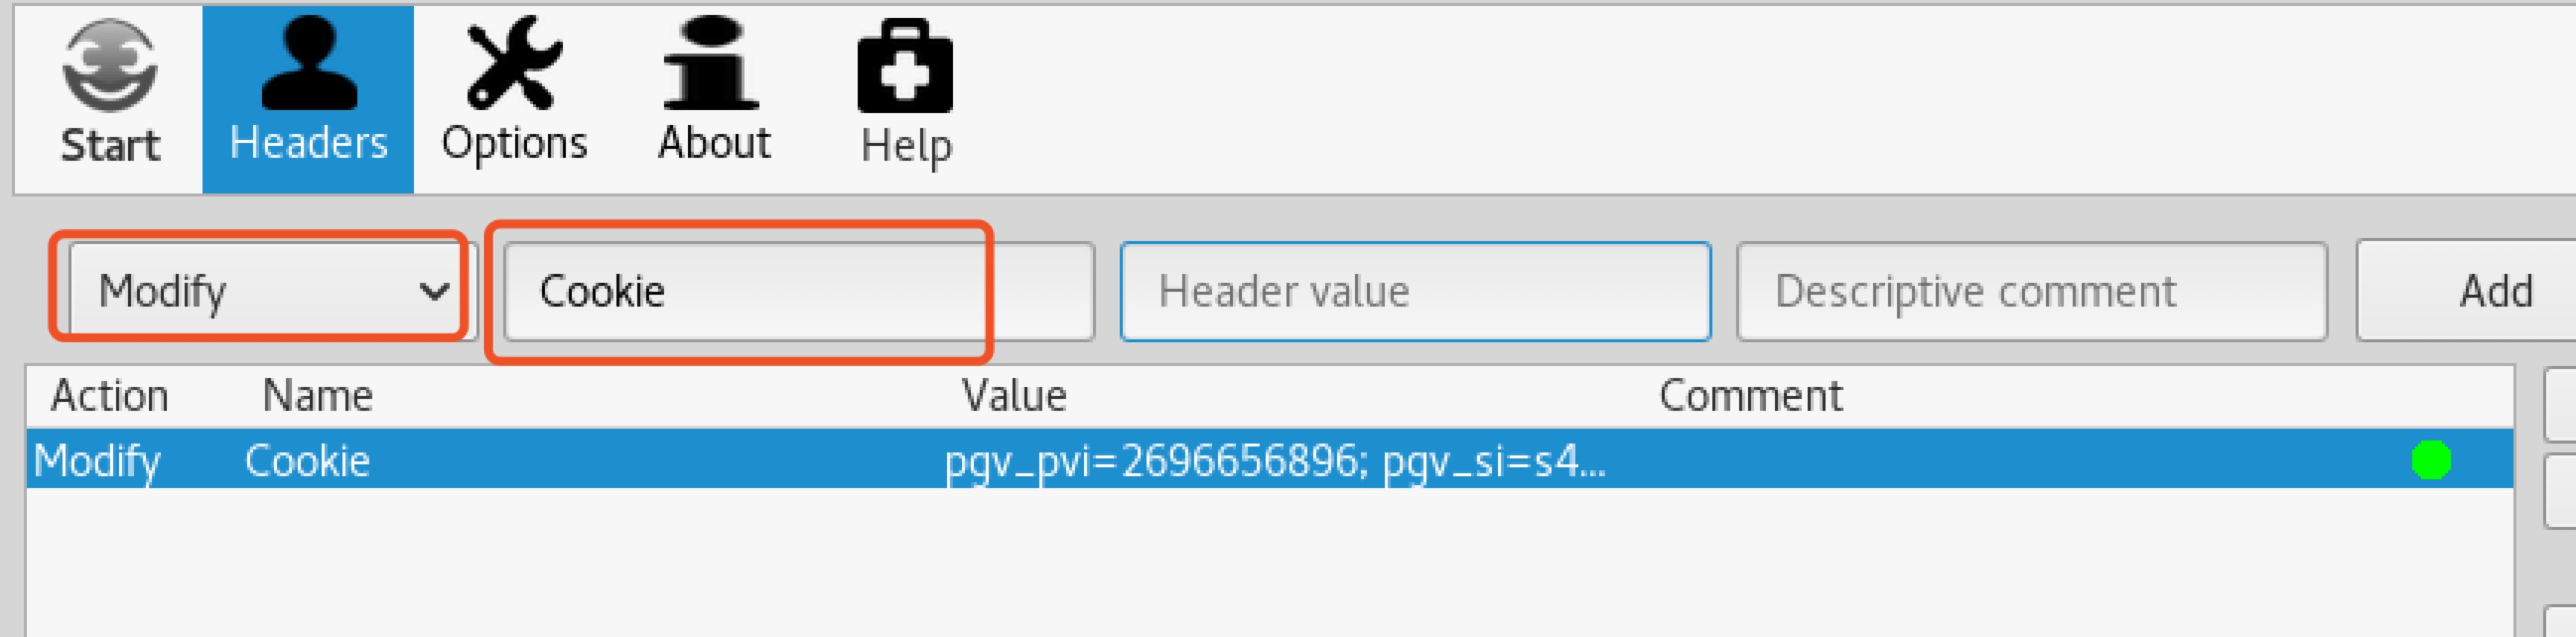 Start Headers Options About Help
Modify Cookie Header value Descriptive comment Add
Action Name Value Comment
Modify Cookie pgv_pvi=2696656896; pgv_si=s4...